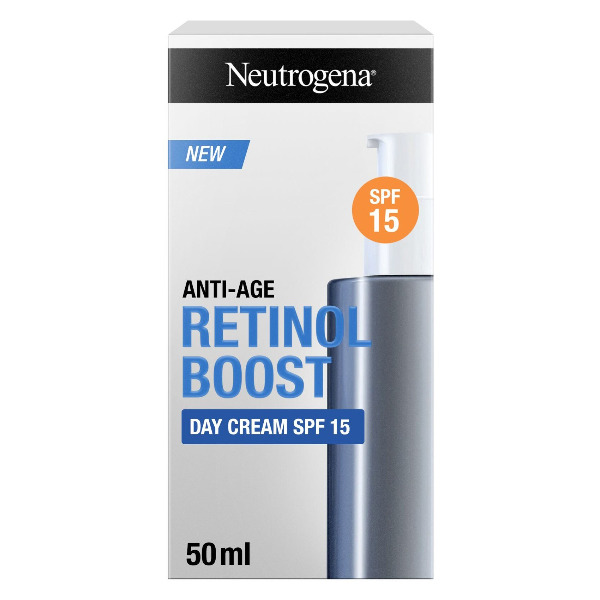 Neutrogena®
NEW
SPF
15
ANTI-AGE
RETINOL
BOOST
DAY CREAM SPF 15
50ml